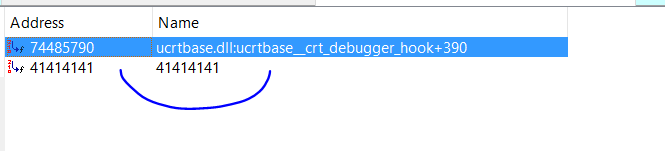 Address Name
74485790 ucrtbase.dll:ucrtbase__crt_debugger_hook+390
41414141 41414141